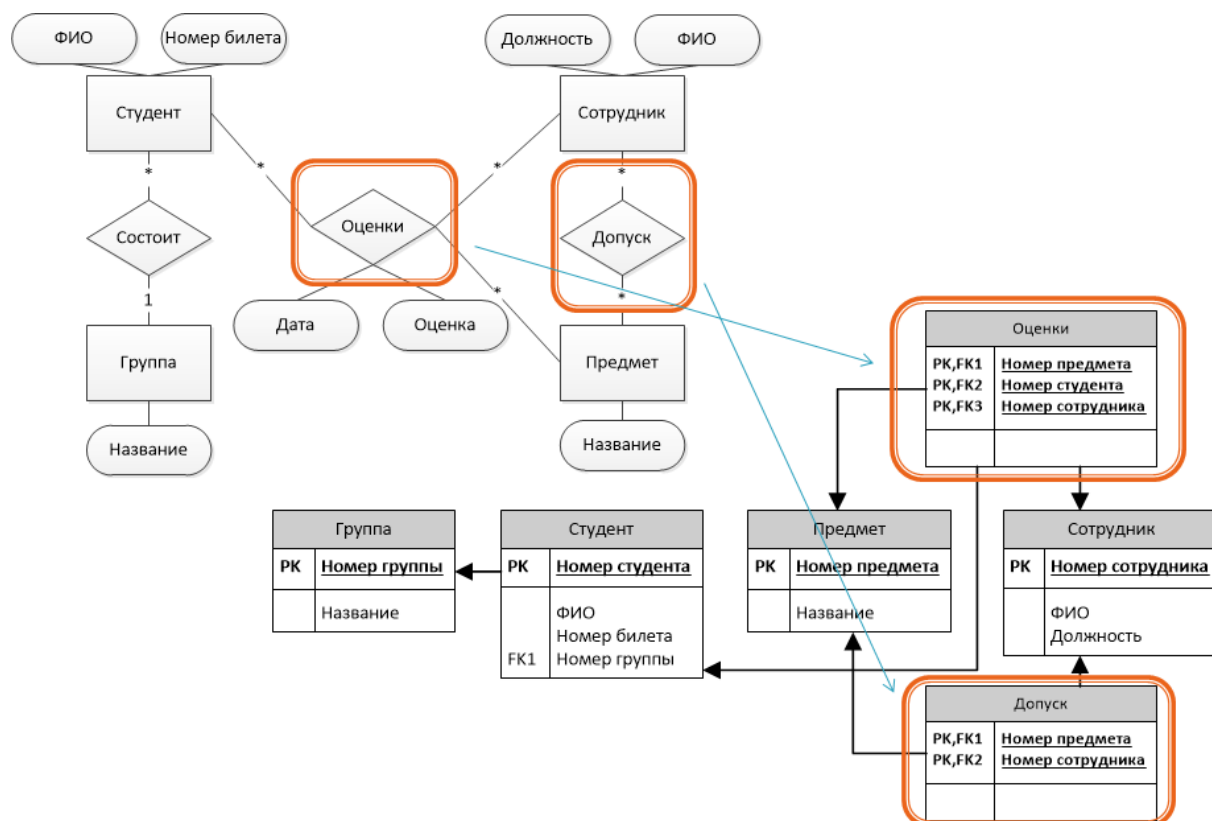 ФИО
Номер билета
Должность
ФИО
Студент
Сотрудник
*
*
*
*
Состоит
Оценки
Допуск
1
*
*
Дата
Оценка
Группа
Предмет
Название
Название
Оценки
PK,FK1 Номер предмета
PK,FK2 Номер студента
PK,FK3 Номер сотрудника
Группа
PK Номер группы
Название
Студент
PK Номер студента
ФИО
Номер билета
FK1 Номер группы
Предмет
PK Номер предмета
Название
Сотрудник
PK Номер сотрудника
ФИО
Должность
Допуск
PK,FK1 Номер предмета
PK,FK2 Номер сотрудника